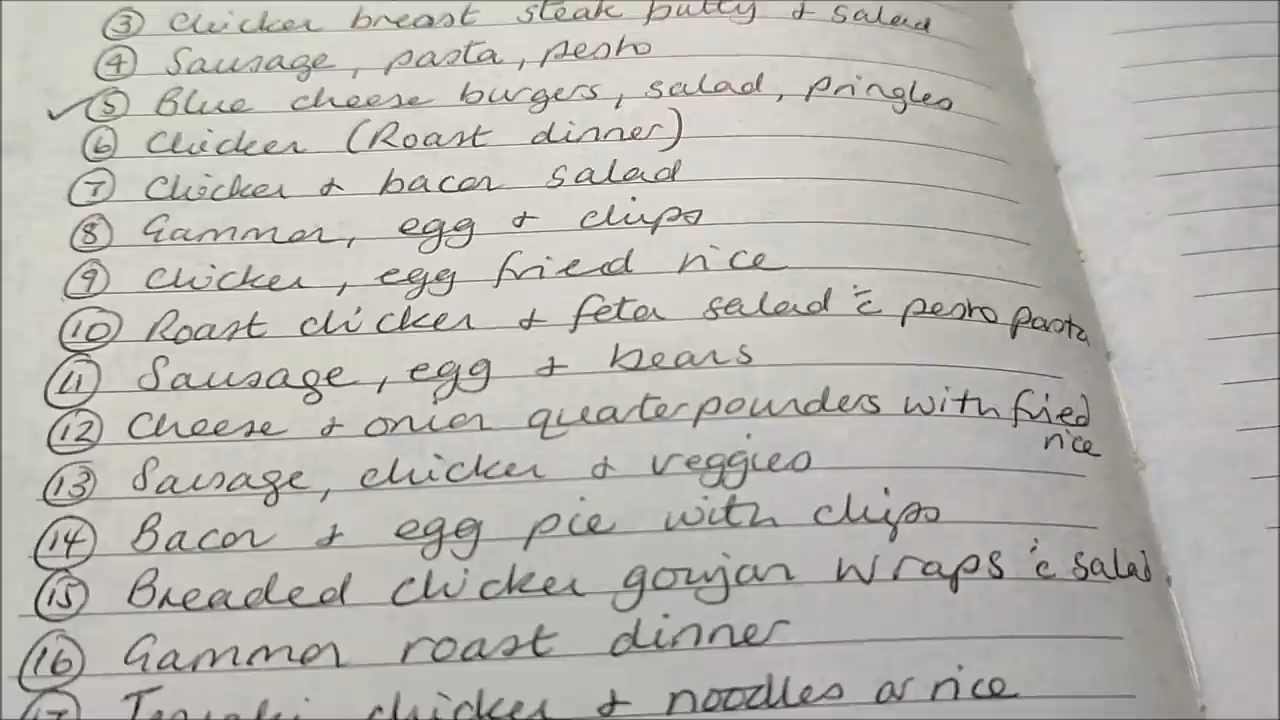 ③ Chicken breast steak butty + salad
④ Sausage, pasta, pesto
✓ ⑤ Blue cheese burgers, salad, pringles
⑥ Chicken (Roast dinner)
⑦ Chicken + bacon salad
⑧ Gammon, egg + chips
⑨ Chicken, egg fried rice
⑩ Roast chicken + feta salad c̄ pesto pasta
⑪ Sausage, egg + beans
⑫ Cheese + onion quarterpounders with fried
rice
⑬ Sausage, chicken + veggies
⑭ Bacon + egg pie with chips
⑮ Breaded chicken goujan wraps c̄ salad.
⑯ Gammon roast dinner
⑰ chicken + noodles or rice